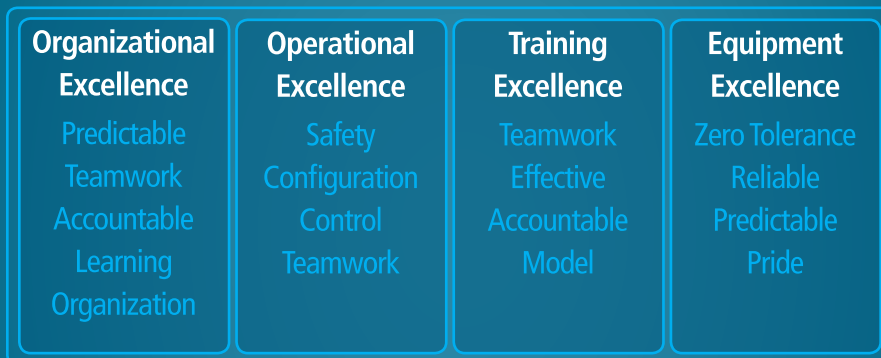 Organizational
Excellence
Predictable
Teamwork
Accountable
Learning
Organization
Operational
Excellence
Safety
Configuration
Control
Teamwork
Training
Excellence
Teamwork
Effective
Accountable
Model
Equipment
Excellence
Zero Tolerance
Reliable
Predictable
Pride